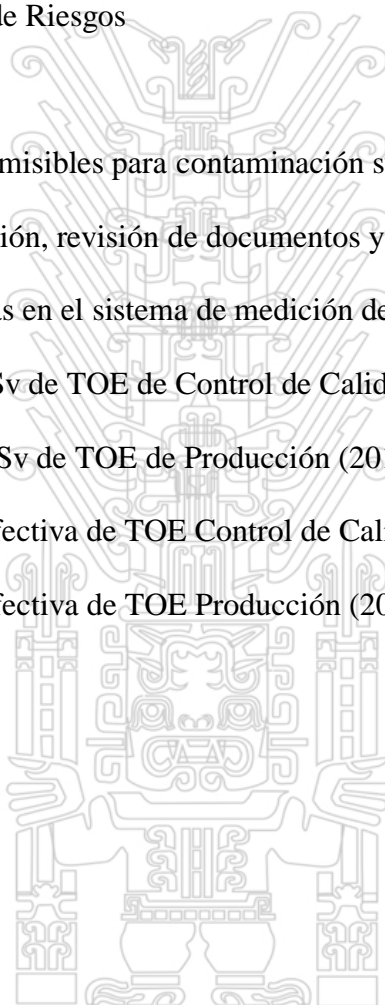 de Riesgos
misibles para contaminación s
ión, revisión de documentos y
as en el sistema de medición de
Sv de TOE de Control de Calid
Sv de TOE de Producción (20
fectiva de TOE Control de Cali
fectiva de TOE Producción (20